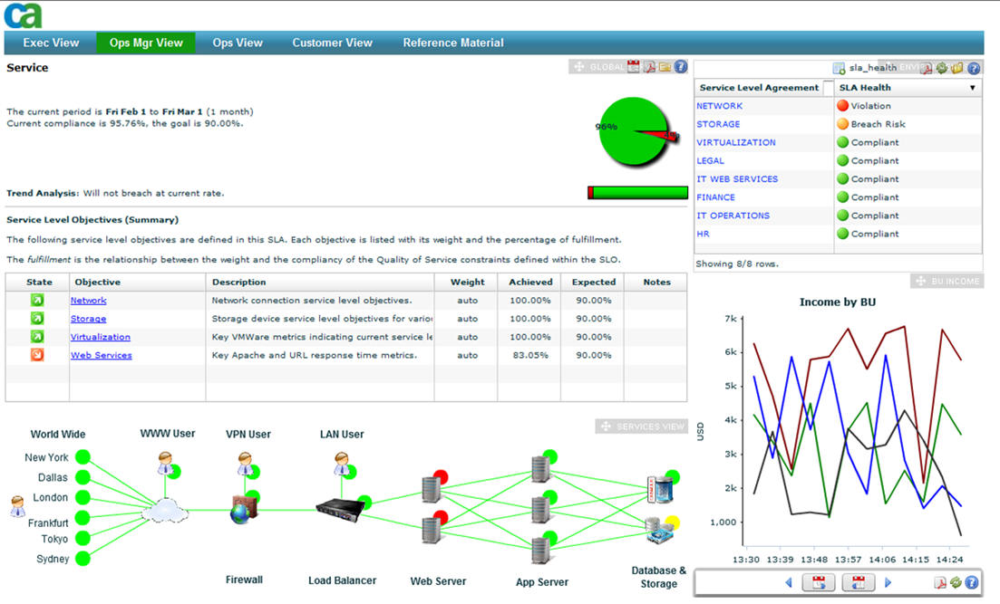 ca
Exec View
Ops Mgr View
Ops View
Customer View
Reference Material
Service
GLOBAL
The current period is Fri Feb 1 to Fri Mar 1 (1 month)
Current compliance is 95.76%, the goal is 90.00%.
96%
Trend Analysis: Will not breach at current rate.
Service Level Objectives (Summary)
The following service level objectives are defined in this SLA. Each objective is listed with its weight and the percentage of fulfillment.
The fulfillment is the relationship between the weight and the compliancy of the Quality of Service constraints defined within the SLO.
State Objective Description Weight Achieved Expected Notes
Network Network connection service level objectives. auto 100.00% 90.00%
Storage Storage device service level objectives for variou auto 100.00% 90.00%
Virtualization Key VMWare metrics indicating current service le auto 100.00% 90.00%
Web Services Key Apache and URL response time metrics. auto 83.05% 90.00%
sla_health
Service Level Agreement SLA Health
NETWORK Violation
STORAGE Breach Risk
VIRTUALIZATION Compliant
LEGAL Compliant
IT WEB SERVICES Compliant
FINANCE Compliant
IT OPERATIONS Compliant
HR Compliant
Showing 8/8 rows.
BU INCOME
Income by BU
7k
6k
5k
4k
3k
2k
1,000
USD
13:30 13:39 13:48 13:57 14:06 14:15 14:24
SERVICES VIEW
World Wide
WWW User
VPN User
LAN User
New York
Dallas
London
Frankfurt
Tokyo
Sydney
Firewall
Load Balancer
Web Server
App Server
Database &
Storage